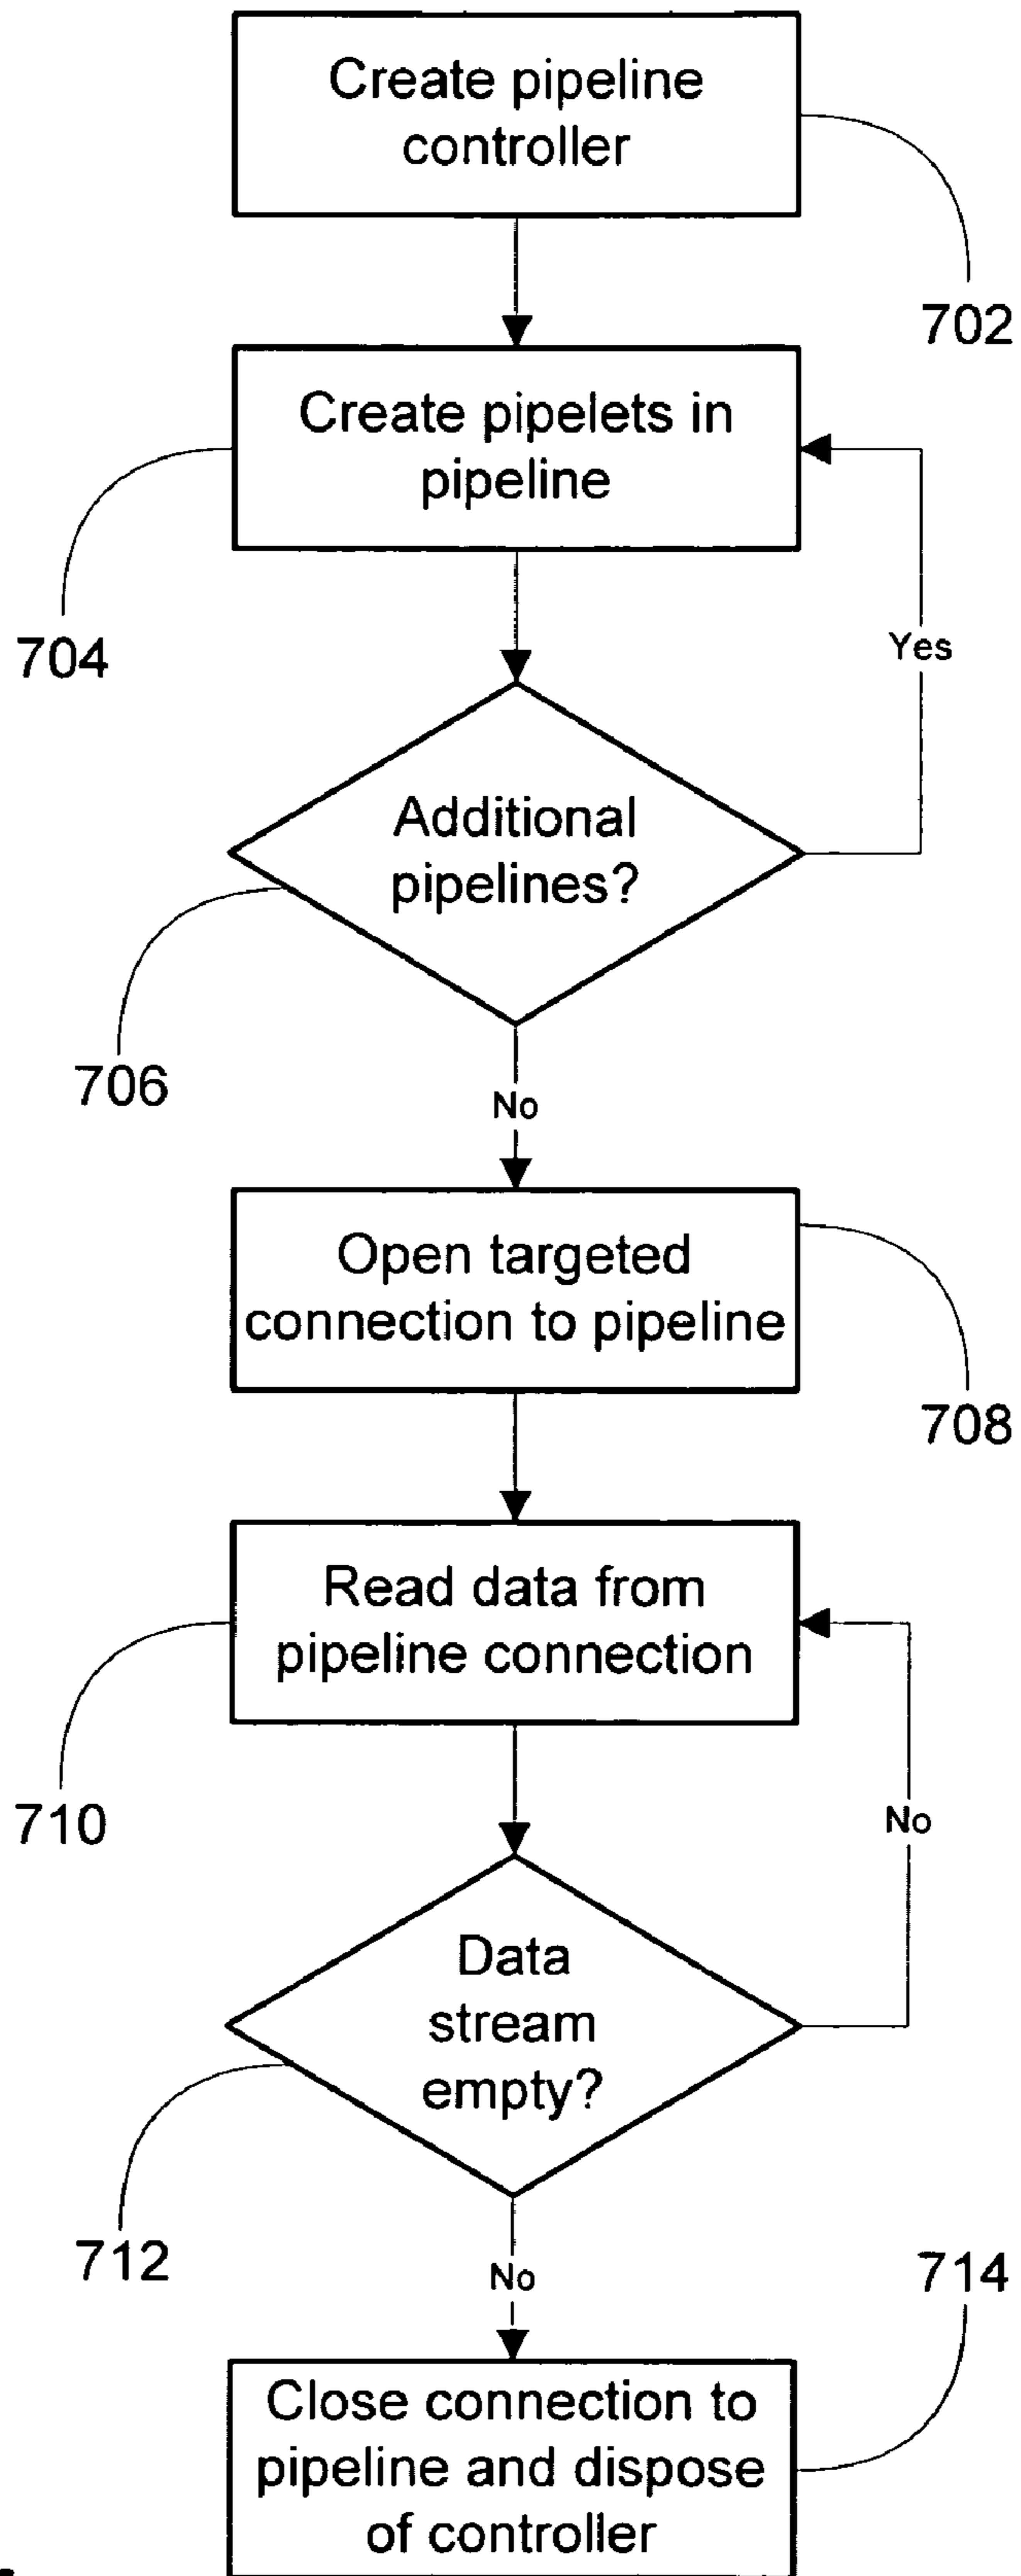 Create pipeline
controller
702
Create pipelets in
pipeline
704
Yes
Additional
pipelines?
706
No
Open targeted
connection to pipeline
708
Read data from
pipeline connection
710
No
Data
stream
empty?
712
No
714
Close connection to
pipeline and dispose
of controller